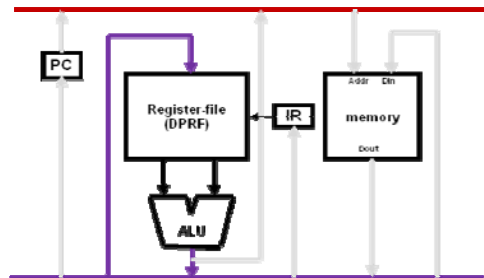 PC
Register-file
(DPRF)
IR
Addr Din
memory
Dout
ALU